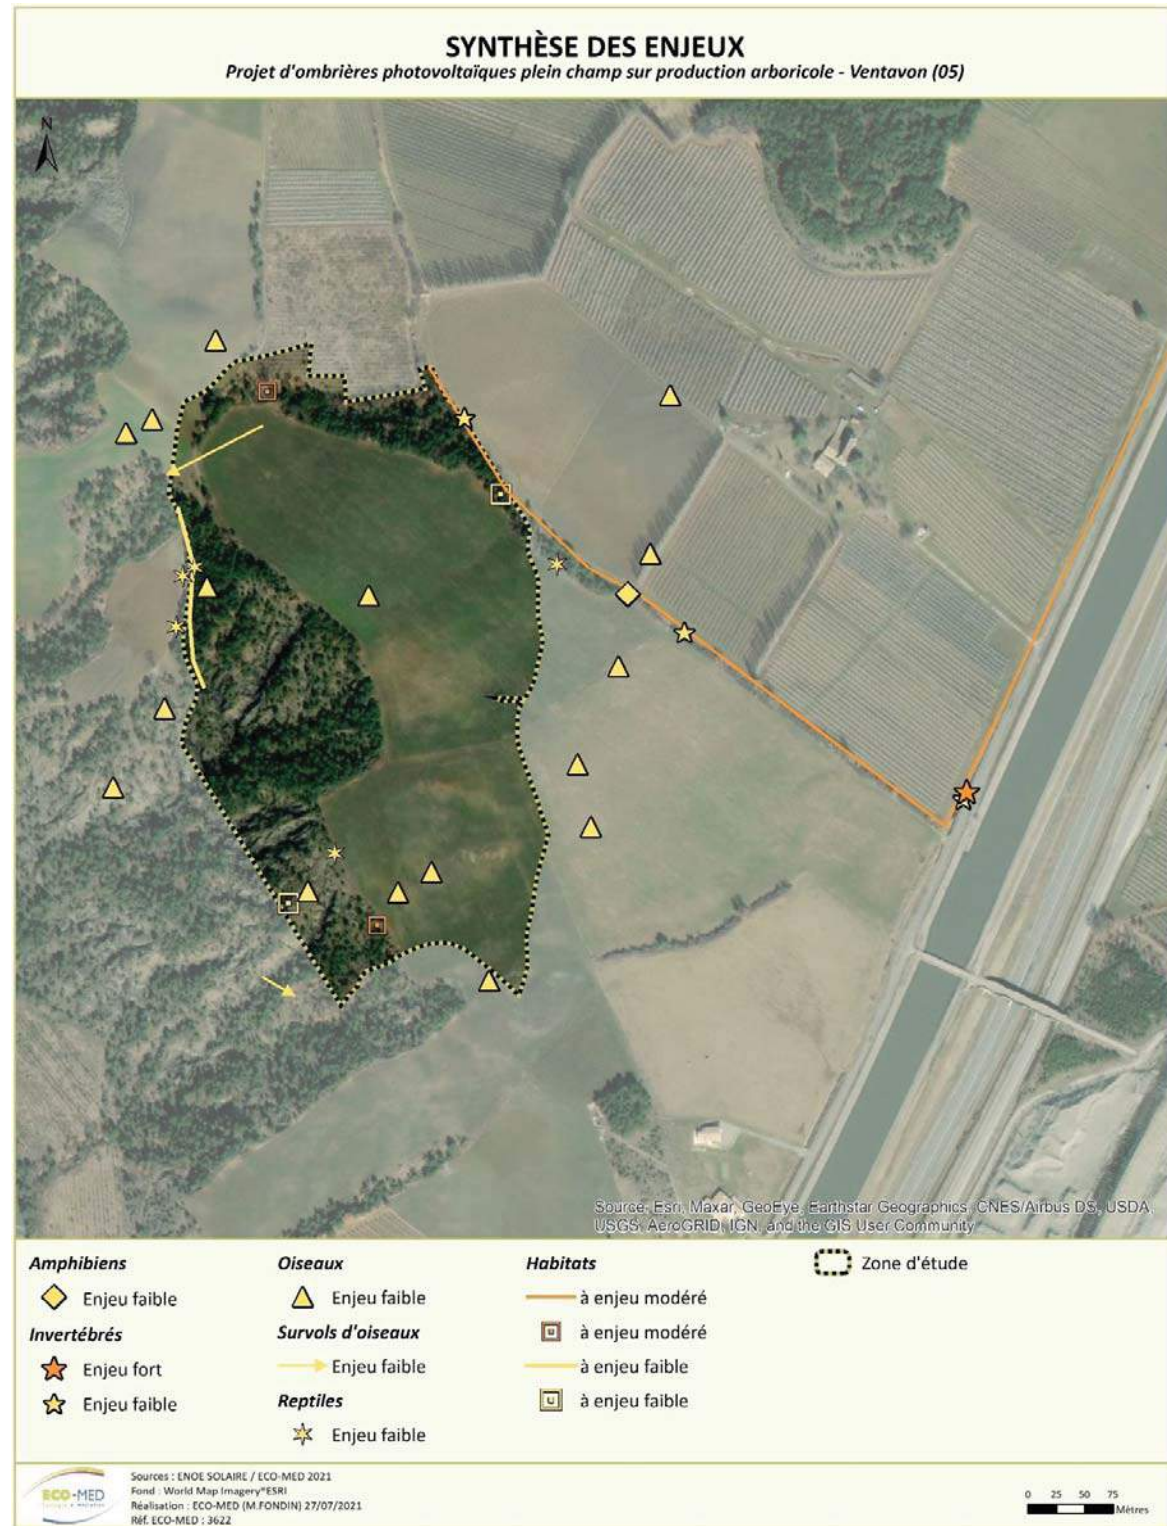 SYNTHÈSE DES ENJEUX
Projet d'ombrières photovoltaïques plein champ sur production arboricole - Ventavon (05)
N
Source: Esri, Maxar, GeoEye, Earthstar Geographics, CNES/Airbus DS, USDA,
USGS, AeroGRID, IGN, and the GIS User Community
Amphibiens
Enjeu faible
Invertébrés
Enjeu fort
Enjeu faible
Oiseaux
Enjeu faible
Survols d'oiseaux
Enjeu faible
Reptiles
Enjeu faible
Habitats
à enjeu modéré
à enjeu modéré
à enjeu faible
à enjeu faible
Zone d'étude
ECO-MED
Sources : ENOE SOLAIRE / ECO-MED 2021
Fond : World Map Imagery®ESRI
Réalisation : ECO-MED (M.FONDIN) 27/07/2021
Réf. ECO-MED : 3622
0 25 50 75
Mètres